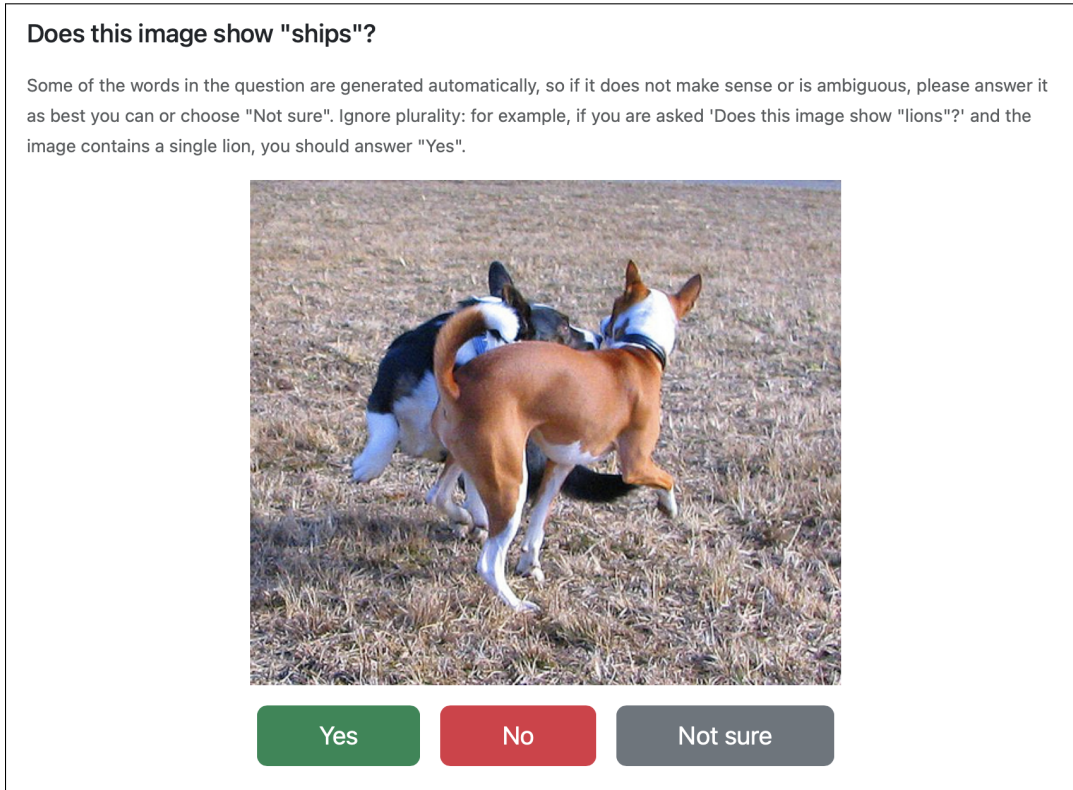 Does this image show "ships"?
Some of the words in the question are generated automatically, so if it does not make sense or is ambiguous, please answer it
as best you can or choose "Not sure". Ignore plurality: for example, if you are asked 'Does this image show "lions"?' and the
image contains a single lion, you should answer "Yes".
Yes No Not sure